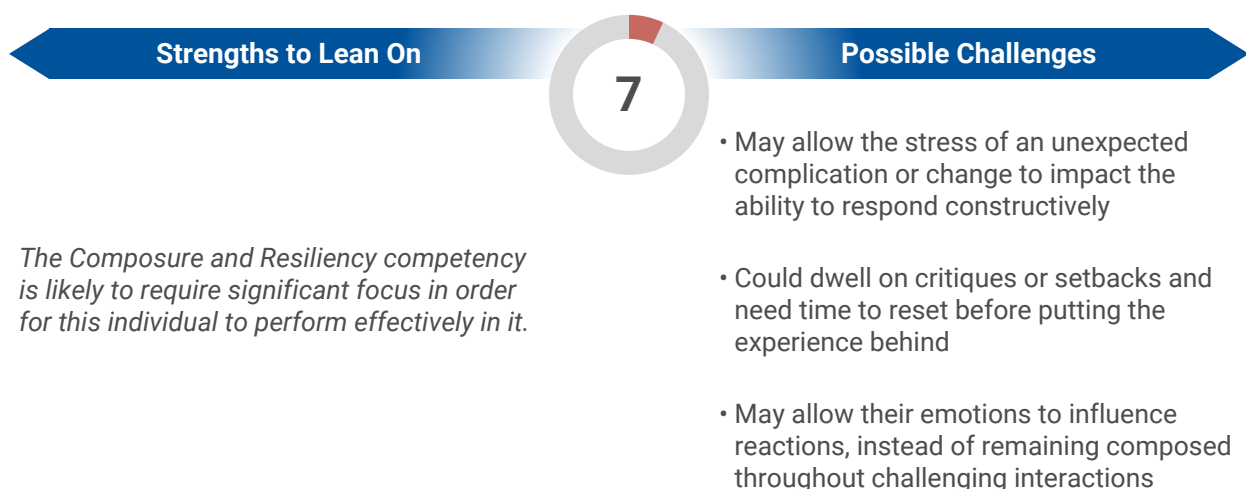 Strengths to Lean On
7
Possible Challenges
The Composure and Resiliency competency
is likely to require significant focus in order
for this individual to perform effectively in it.
• May allow the stress of an unexpected
complication or change to impact the
ability to respond constructively
• Could dwell on critiques or setbacks and
need time to reset before putting the
experience behind
• May allow their emotions to influence
reactions, instead of remaining composed
throughout challenging interactions